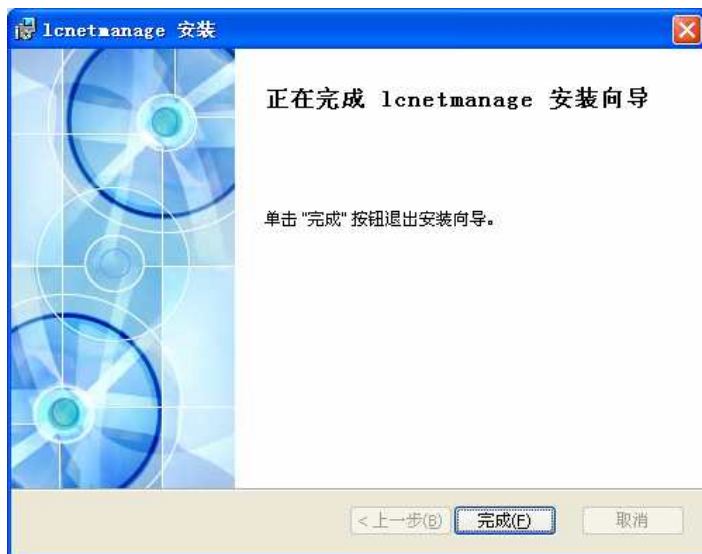 lcnetmanage 安装
正在完成 lcnetmanage 安装向导
单击 "完成" 按钮退出安装向导。
< 上一步(B)
完成(F)
取消